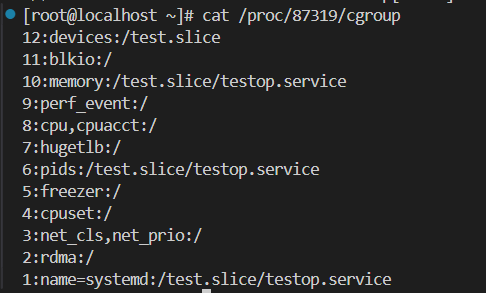 [root@localhost ~]# cat /proc/87319/cgroup
12:devices:/test.slice
11:blkio:/
10:memory:/test.slice/testop.service
9:perf_event:/
8:cpu,cpuacct:/
7:hugetlb:/
6:pids:/test.slice/testop.service
5:freezer:/
4:cpuset:/
3:net_cls,net_prio:/
2:rdma:/
1:name=systemd:/test.slice/testop.service